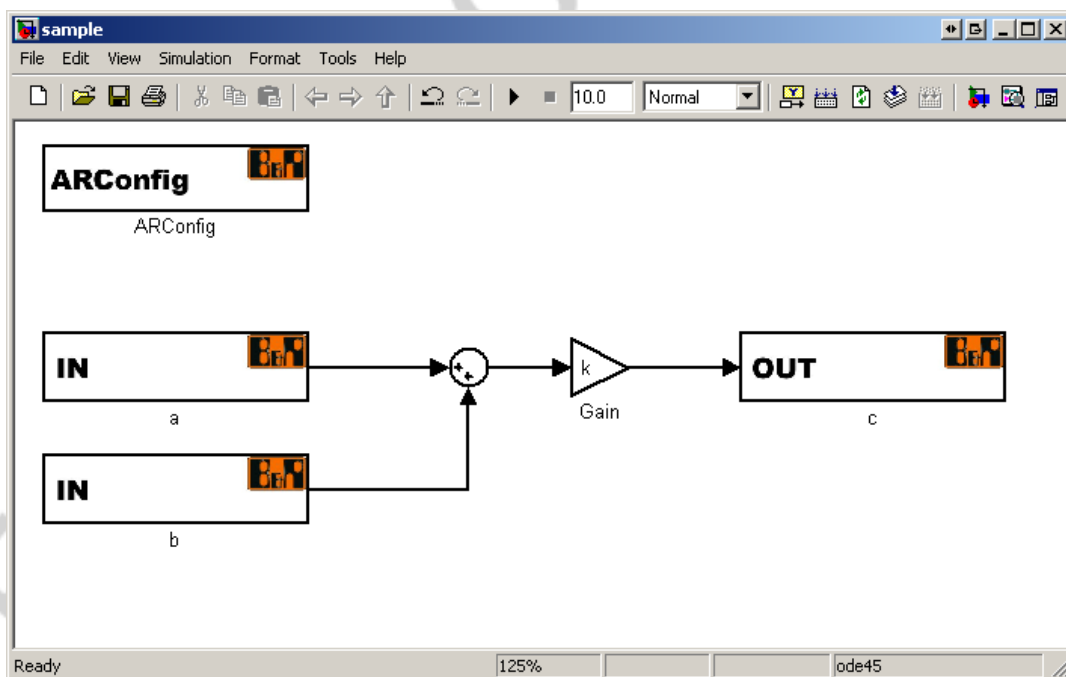 sample
File Edit View Simulation Format Tools Help
10.0 Normal
ARConfig B&R
ARConfig
IN B&R
a
k
Gain
OUT B&R
c
IN B&R
b
Ready 125% ode45